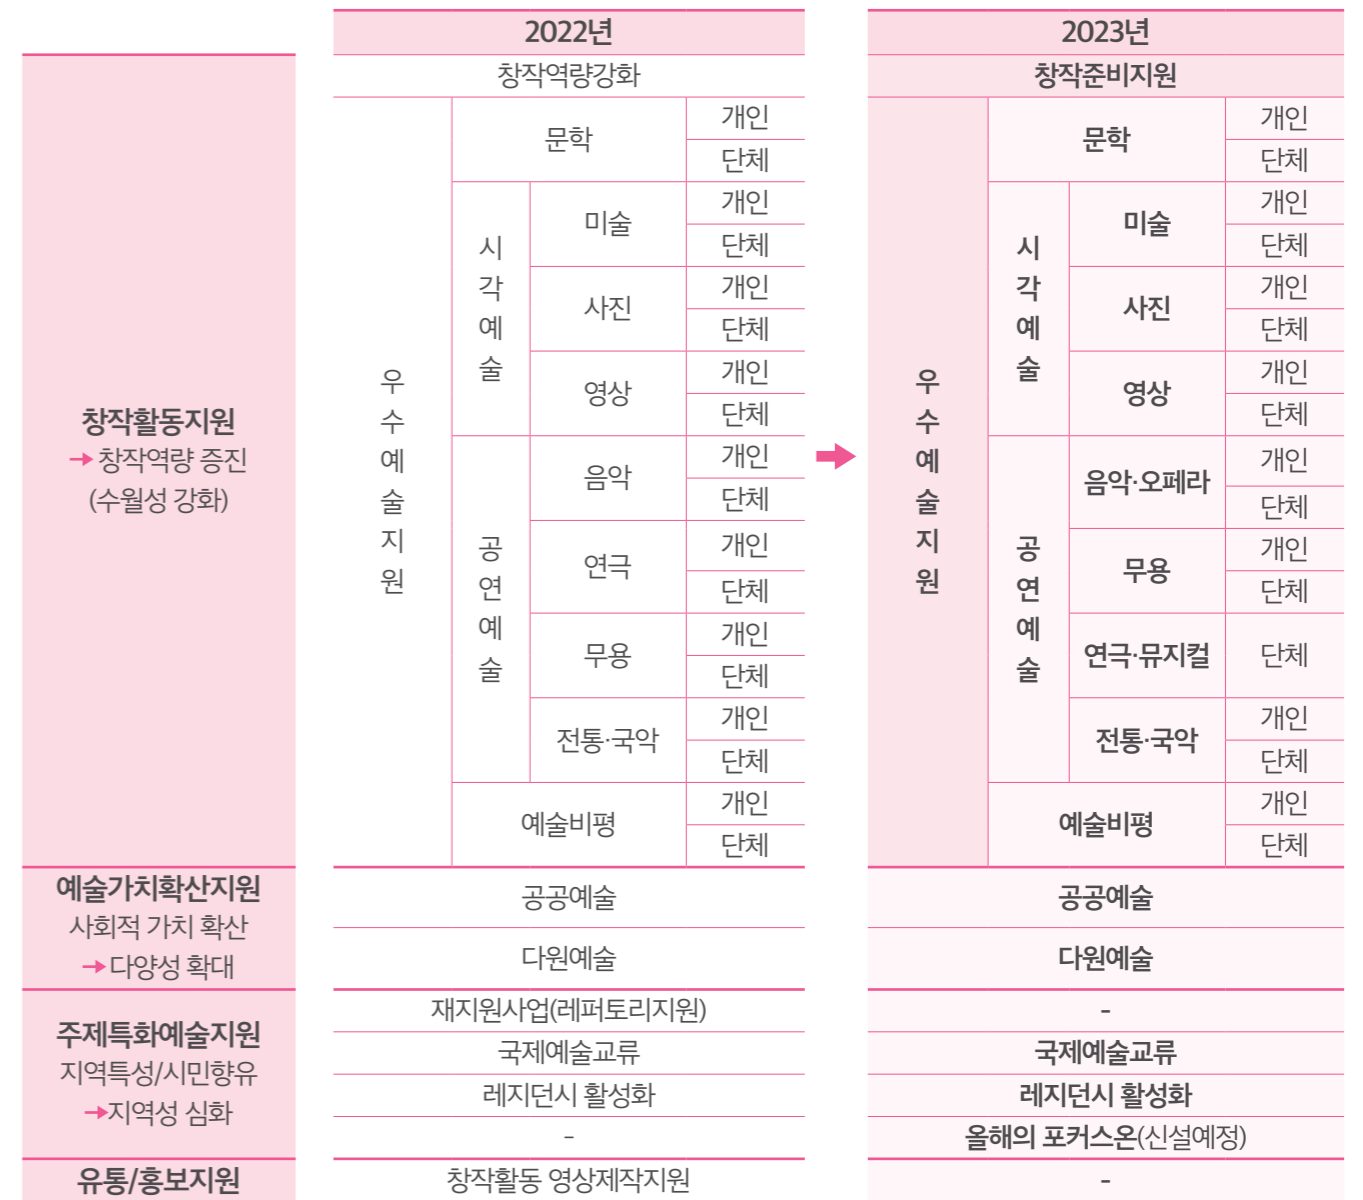 2022년
2023년
창작활동지원
→ 창작역량 증진
(수월성 강화)
창작역량강화
우수예술지원
문학
개인
단체
시각예술
미술
개인
단체
사진
개인
단체
영상
개인
단체
공연예술
음악
개인
단체
연극
개인
단체
무용
개인
단체
전통·국악
개인
단체
예술비평
개인
단체
창작준비지원
우수예술지원
문학
개인
단체
시각예술
미술
개인
단체
사진
개인
단체
영상
개인
단체
공연예술
음악·오페라
개인
단체
무용
개인
단체
연극·뮤지컬
단체
전통·국악
개인
단체
예술비평
개인
단체
예술가치확산지원
사회적 가치 확산
→ 다양성 확대
공공예술
공공예술
다원예술
다원예술
주제특화예술지원
지역특성/시민향유
→지역성 심화
재지원사업(레퍼토리지원)
-
국제예술교류
국제예술교류
레지던시 활성화
레지던시 활성화
-
올해의 포커스온(신설예정)
유통/홍보지원
창작활동 영상제작지원
-